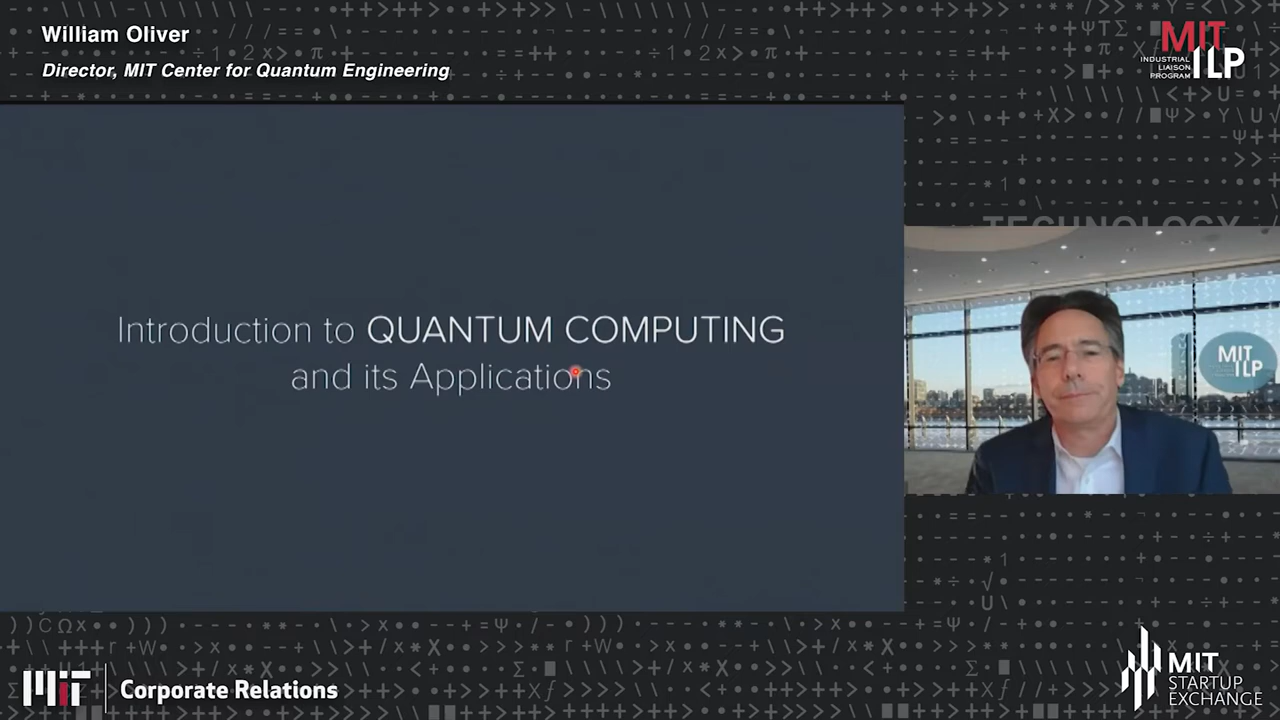 William Oliver
Director, MIT Center for Quantum Engineering
MIT
INDUSTRIAL
LIAISON
PROGRAM
ILP
TECHNOLOGY
Introduction to QUANTUM COMPUTING
and its Applications
MIT
ILP
MIT
Corporate Relations
MIT
STARTUP
EXCHANGE